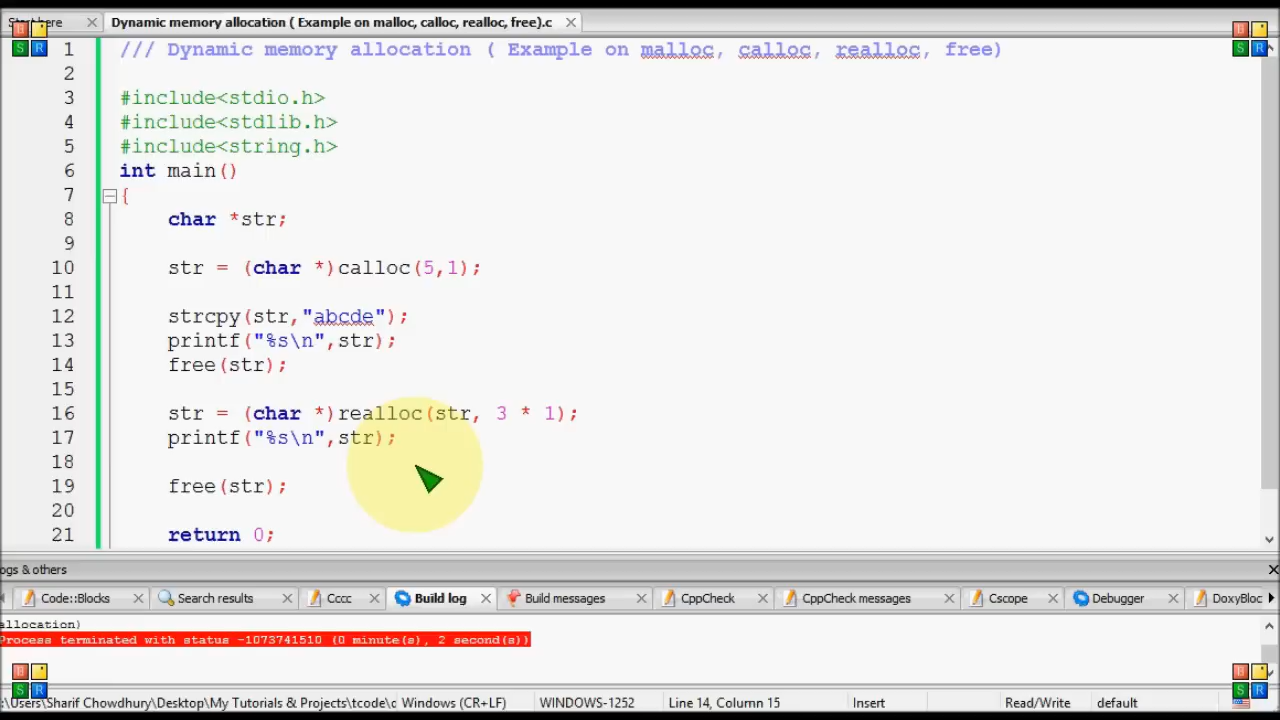 Start here
Dynamic memory allocation ( Example on malloc, calloc, realloc, free).c
1 /// Dynamic memory allocation ( Example on malloc, calloc, realloc, free)
2
3 #include<stdio.h>
4 #include<stdlib.h>
5 #include<string.h>
6 int main()
7 {
8 char *str;
9
10 str = (char *)calloc(5,1);
11
12 strcpy(str,"abcde");
13 printf("%s\n",str);
14 free(str);
15
16 str = (char *)realloc(str, 3 * 1);
17 printf("%s\n",str);
18
19 free(str);
20
21 return 0;
ogs & others
Code::Blocks Search results Cccc Build log Build messages CppCheck CppCheck messages Cscope Debugger DoxyBloc
allocation)
Process terminated with status -1073741510 (0 minute(s), 2 second(s))
:\Users\Sharif Chowdhury\Desktop\My Tutorials & Projects\tcode\c Windows (CR+LF) WINDOWS-1252 Line 14, Column 15 Insert Read/Write default